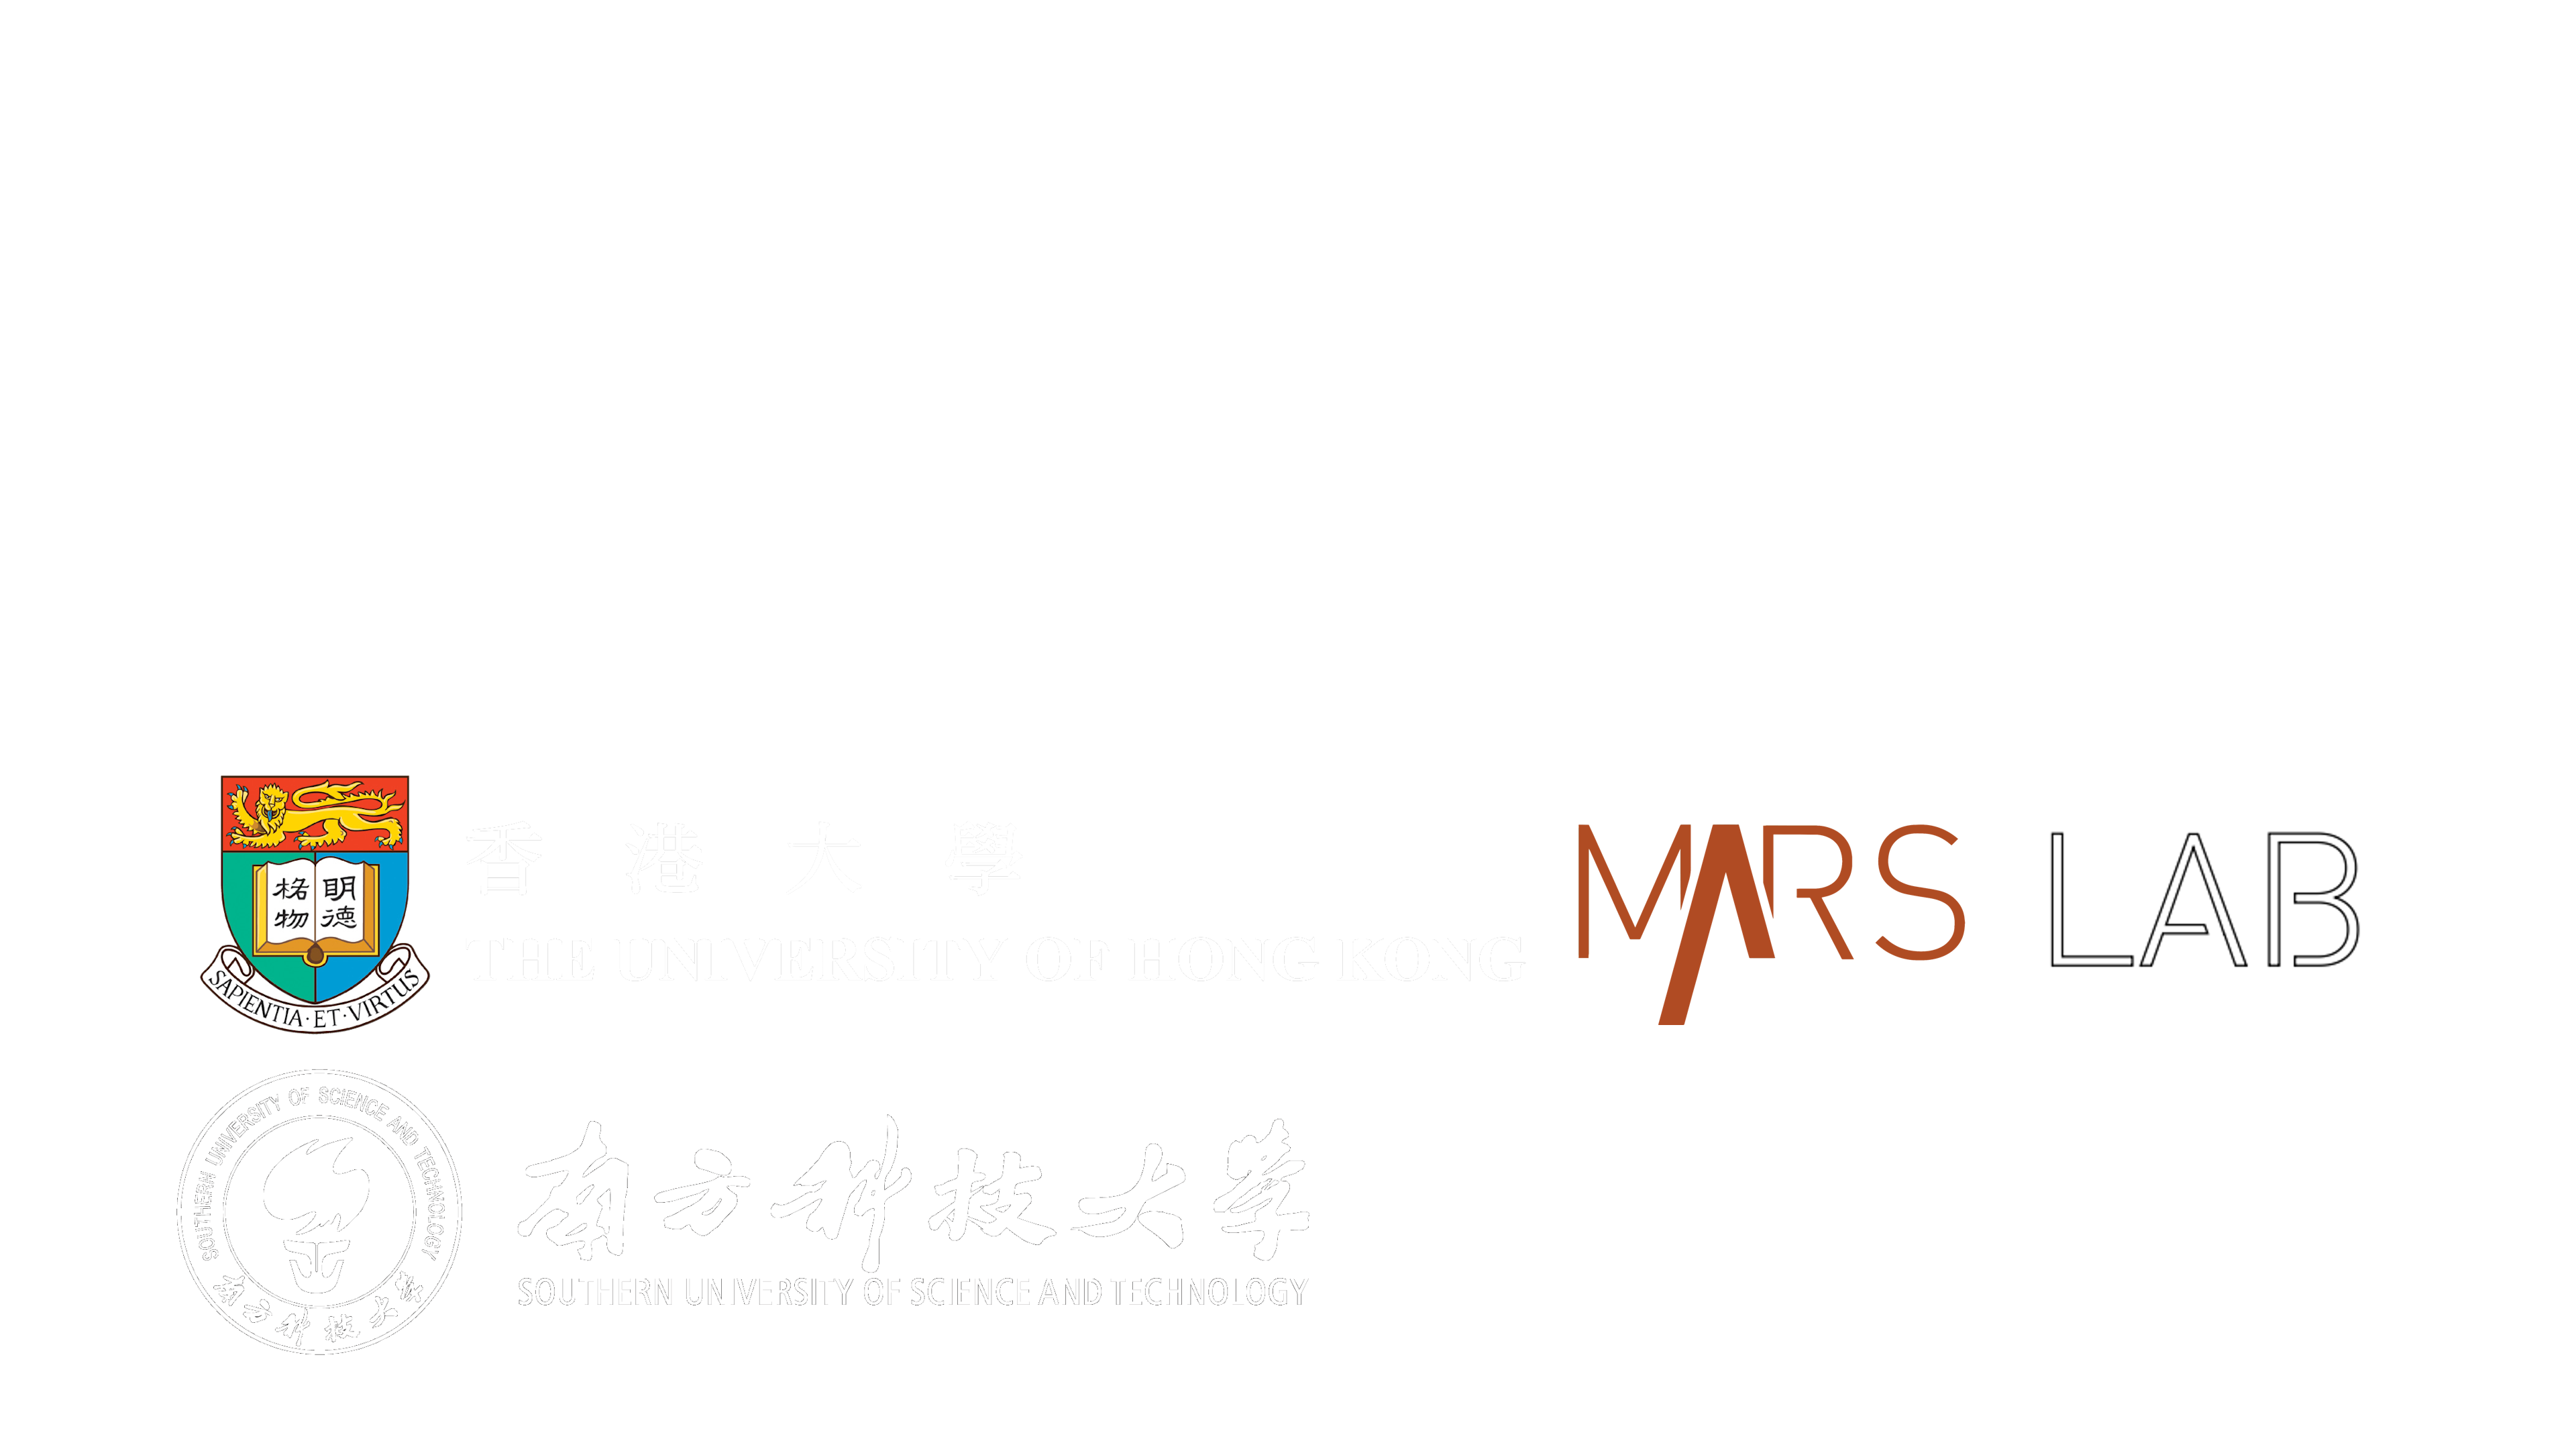 香港大學
THE UNIVERSITY OF HONG KONG
明德
格物
SAPIENTIA·ET·VIRTUS
MARS LAB
SOUTHERN UNIVERSITY OF SCIENCE AND TECHNOLOGY
南方科技大学
南方科技大学
SOUTHERN UNIVERSITY OF SCIENCE AND TECHNOLOGY